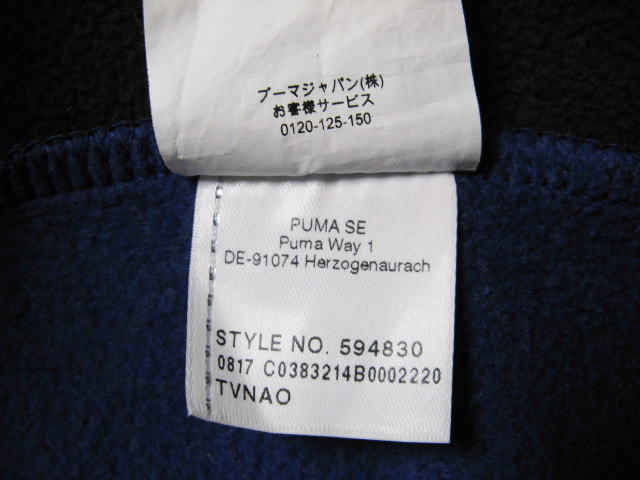 プーマジャパン(株)
お客様サービス
0120-125-150
PUMA SE
Puma Way 1
DE-91074 Herzogenaurach
STYLE NO. 594830
0817 C0383214B0002220
TVNAO